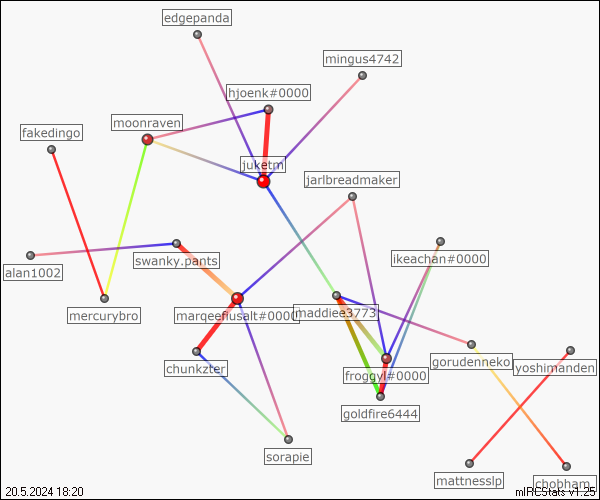 edgepanda
mingus4742
hjoenk#0000
moonraven
fakedingo
juketm
jarlbreadmaker
ikeachan#0000
swanky.pants
alan1002
mercurybro
marqeefiusalt#0000
maddiee3773
gorudenneko
yoshimanden
chunkzter
froggyl#0000
goldfire6444
sorapie
mattnesslp
chobham_
20.5.2024 18:20
mIRCStats v1.25